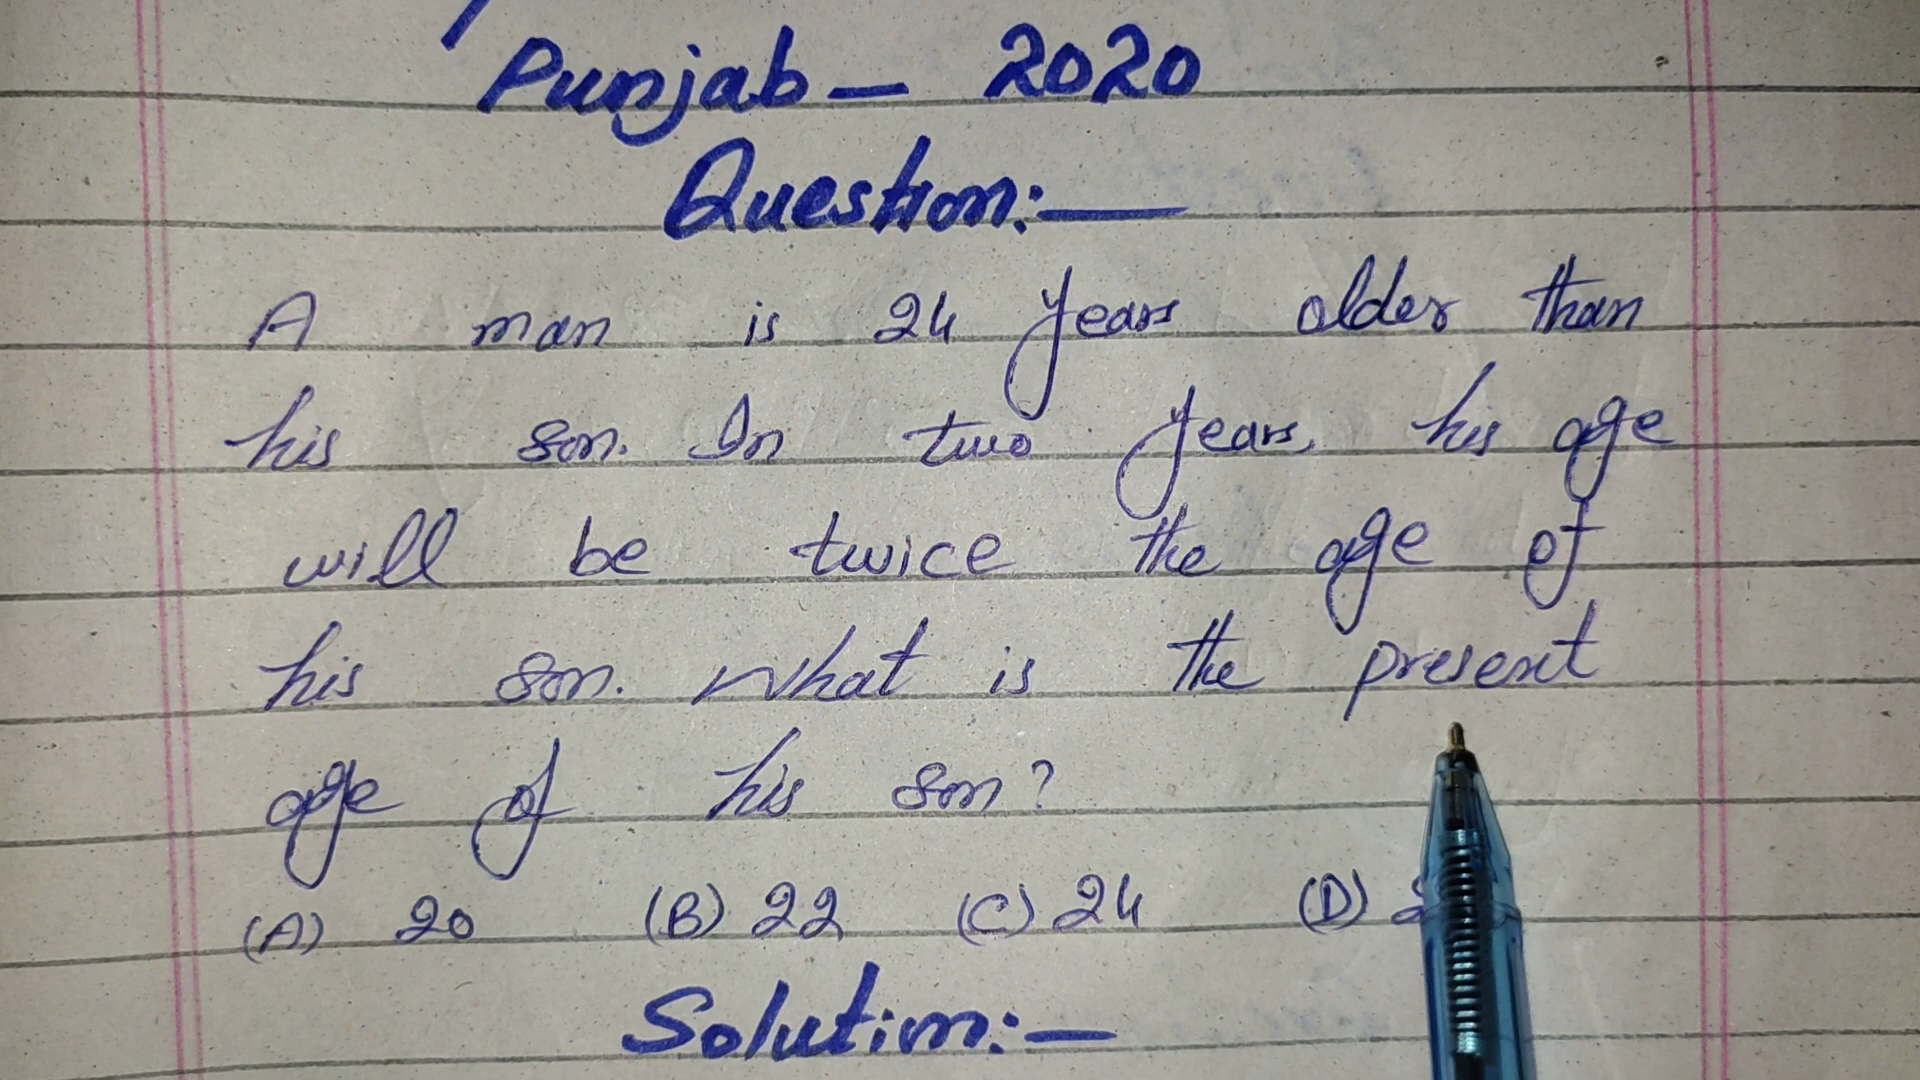 Punjab - 2020
Question:-
A man is 24 years older than
his son. In two years, his age
will be twice the age of
his son. What is the present
age of his son?
(A) 20 (B) 22 (C) 24 (D)
Solution:-